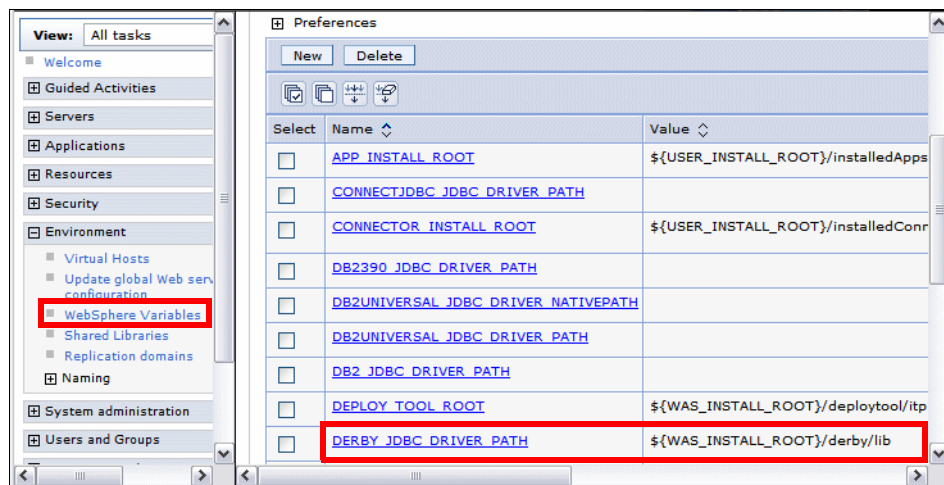 View: All tasks
Welcome
Guided Activities
Servers
Applications
Resources
Security
Environment
Virtual Hosts
Update global Web serv
configuration
WebSphere Variables
Shared Libraries
Replication domains
Naming
System administration
Users and Groups
Preferences
New Delete
Select Name Value
APP_INSTALL_ROOT ${USER_INSTALL_ROOT}/installedApps
CONNECTJDBC_JDBC_DRIVER_PATH
CONNECTOR_INSTALL_ROOT ${USER_INSTALL_ROOT}/installedConn
DB2390_JDBC_DRIVER_PATH
DB2UNIVERSAL_JDBC_DRIVER_NATIVEPATH
DB2UNIVERSAL_JDBC_DRIVER_PATH
DB2_JDBC_DRIVER_PATH
DEPLOY_TOOL_ROOT ${WAS_INSTALL_ROOT}/deploytool/itp
DERBY_JDBC_DRIVER_PATH ${WAS_INSTALL_ROOT}/derby/lib